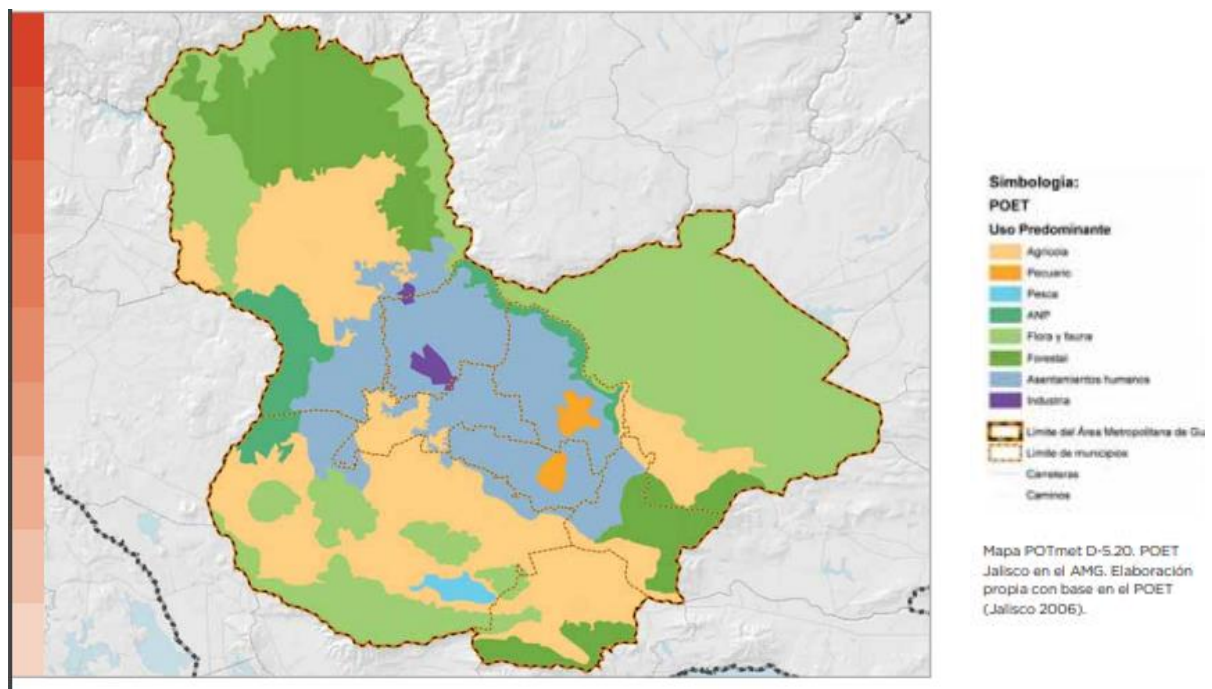 Simbología:
POET
Uso Predominante
Agrícola
Pecuario
Pesca
ANP
Flora y fauna
Forestal
Asentamientos humanos
Industria
Límite del Área Metropolitana de Gu
Límite de municipios
Carreteras
Caminos
Mapa POTmet D-5.20. POET
Jalisco en el AMG. Elaboración
propia con base en el POET
(Jalisco 2006).